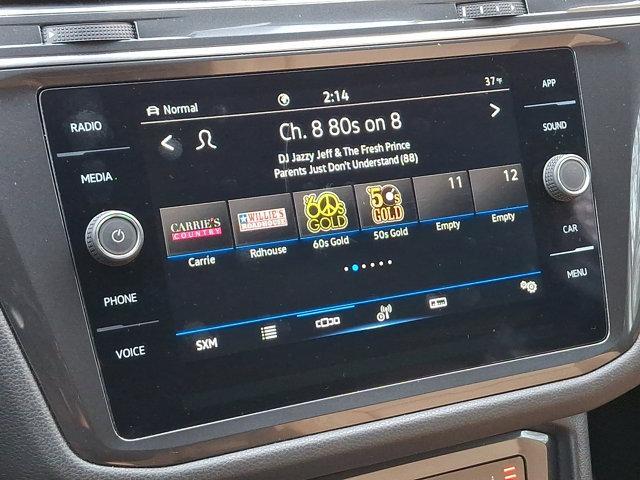 Normal
2:14
37 °F
APP
RADIO
Ch. 8 80s on 8
SOUND
DJ Jazzy Jeff & The Fresh Prince
Parents Just Don't Understand (88)
MEDIA
CARRIE'S
COUNTRY
WILLIE'S
ROADHOUSE
60s
GOLD
'50s
GOLD
11
12
Carrie
Rdhouse
60s Gold
50s Gold
Empty
Empty
CAR
MENU
PHONE
VOICE
SXM